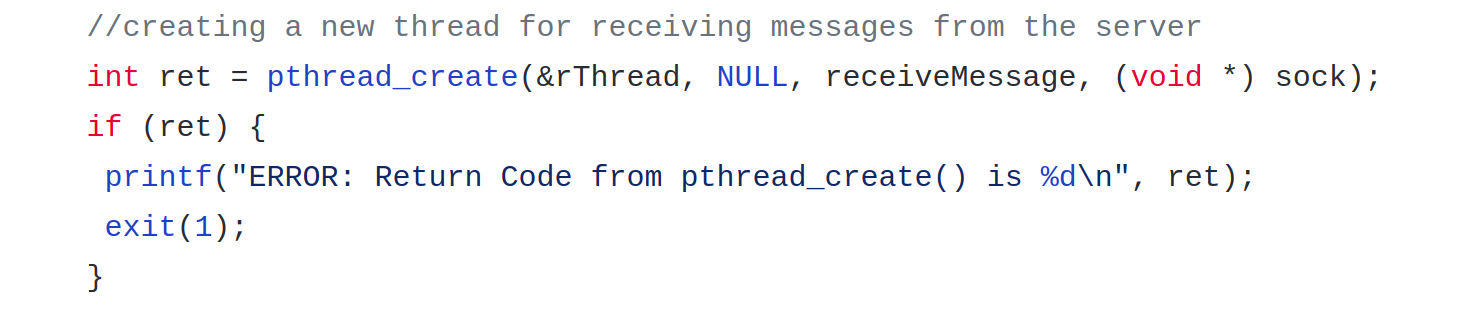 //creating a new thread for receiving messages from the server
int ret = pthread_create(&rThread, NULL, receiveMessage, (void *) sock);
if (ret) {
 printf("ERROR: Return Code from pthread_create() is %d\n", ret);
 exit(1);
}